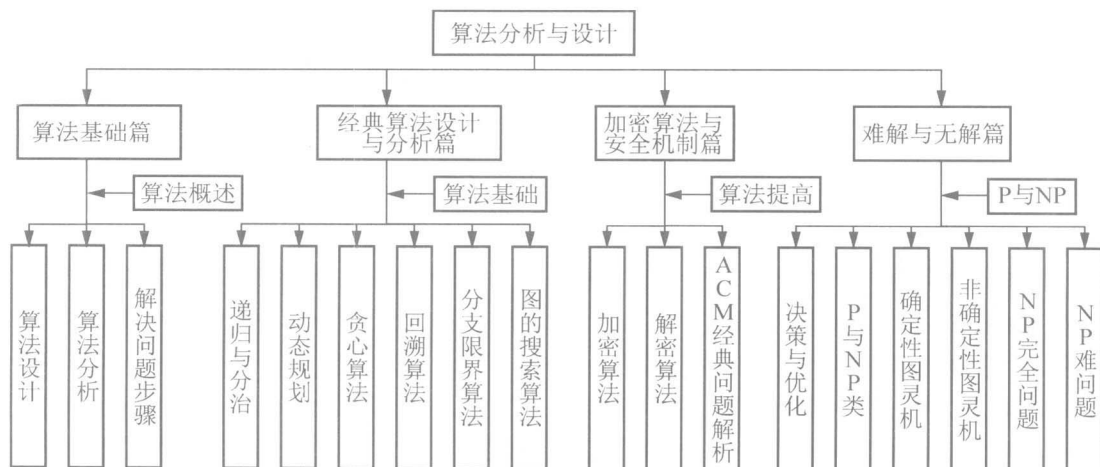 算法分析与设计
算法基础篇
经典算法设计
与分析篇
加密算法与
安全机制篇
难解与无解篇
算法概述
算法基础
算法提高
P与NP
算法设计
算法分析
解决问题步骤
递归与分治
动态规划
贪心算法
回溯算法
分支限界算法
图的搜索算法
加密算法
解密算法
ACM经典问题解析
决策与优化
P与NP类
确定性图灵机
非确定性图灵机
NP完全问题
NP难问题